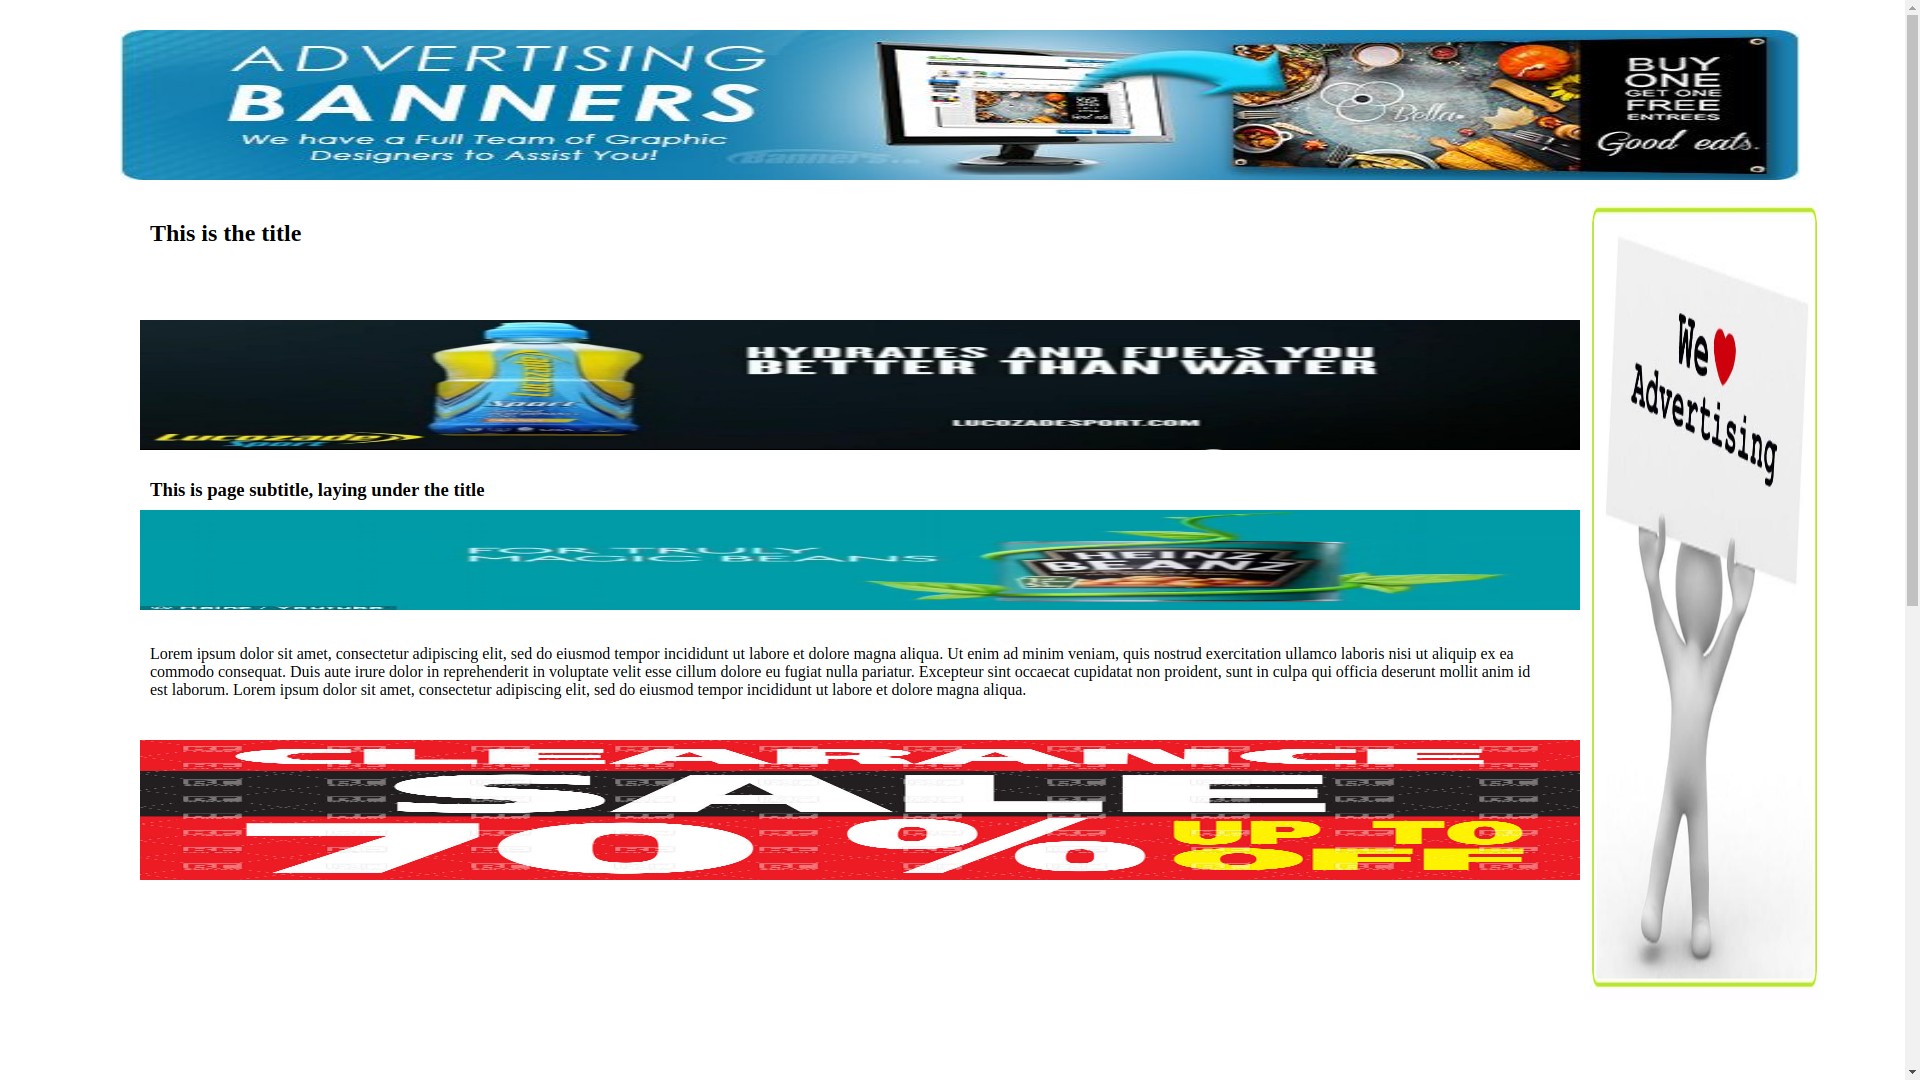 ADVERTISING
BANNERS
We have a Full Team of Graphic
Designers to Assist You!
Banners
Bella
BUY
ONE
GET ONE
FREE
ENTREES
Good eats.
This is the title
We
Advertising
HYDRATES AND FUELS YOU
BETTER THAN WATER
LUCOZADESPORT.COM
Lucozade
Sport
Lucozade
Sport
This is page subtitle, laying under the title
FOR TRULY
MAGIC BEANS
HEINZ
BEANZ
Lorem ipsum dolor sit amet, consectetur adipiscing elit, sed do eiusmod tempor incididunt ut labore et dolore magna aliqua. Ut enim ad minim veniam, quis nostrud exercitation ullamco laboris nisi ut aliquip ex ea
commodo consequat. Duis aute irure dolor in reprehenderit in voluptate velit esse cillum dolore eu fugiat nulla pariatur. Excepteur sint occaecat cupidatat non proident, sunt in culpa qui officia deserunt mollit anim id
est laborum. Lorem ipsum dolor sit amet, consectetur adipiscing elit, sed do eiusmod tempor incididunt ut labore et dolore magna aliqua.
CLEARANCE
SALE
70% UP TO
OFF